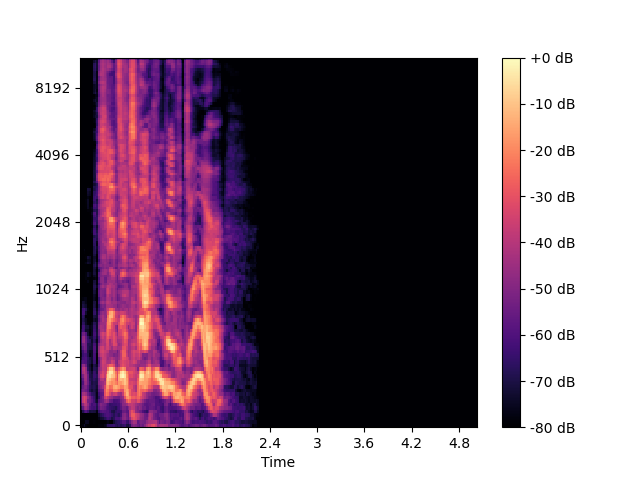 +0 dB
8192
-10 dB
4096
-20 dB
-30 dB
2048
Hz
-40 dB
1024
-50 dB
-60 dB
512
-70 dB
0
-80 dB
0 0.6 1.2 1.8 2.4 3 3.6 4.2 4.8
Time